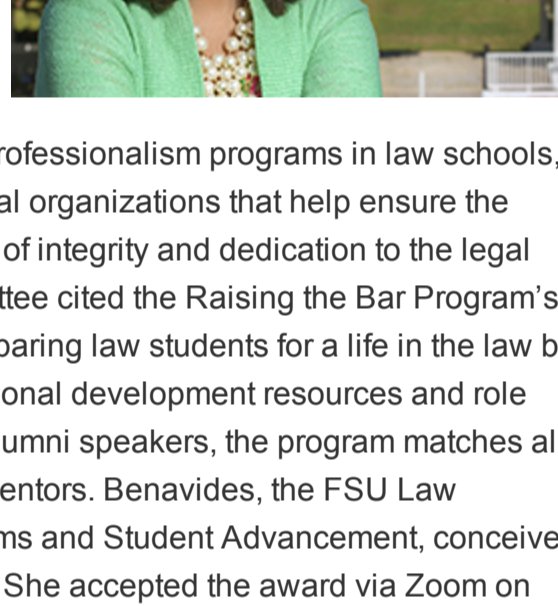 rofessionalism programs in law schools,
al organizations that help ensure the
of integrity and dedication to the legal
ttee cited the Raising the Bar Program’s
paring law students for a life in the law b
onal development resources and role
umni speakers, the program matches al
entors. Benavides, the FSU Law
ms and Student Advancement, conceive
She accepted the award via Zoom on